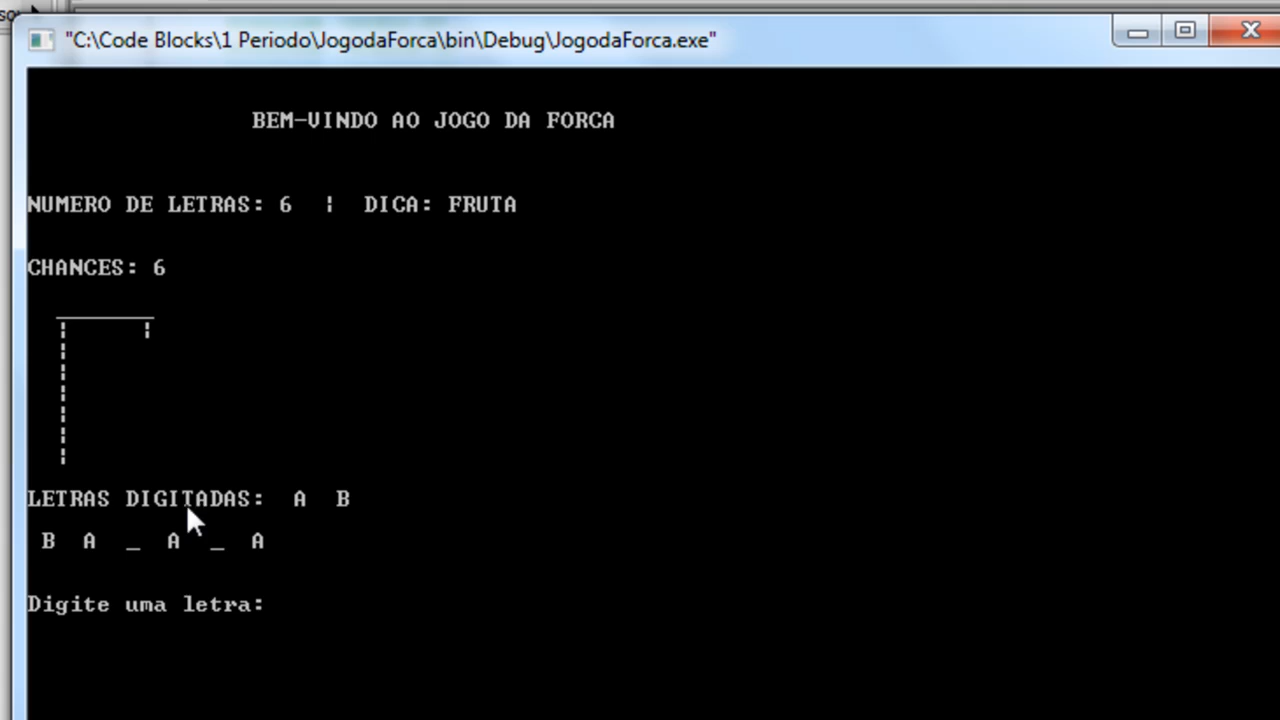 "C:\Code Blocks\1 Periodo\JogodaForca\bin\Debug\JogodaForca.exe"
BEM-VINDO AO JOGO DA FORCA
NUMERO DE LETRAS: 6 | DICA: FRUTA
CHANCES: 6
LETRAS DIGITADAS: A B
B A _ A _ A
Digite uma letra: